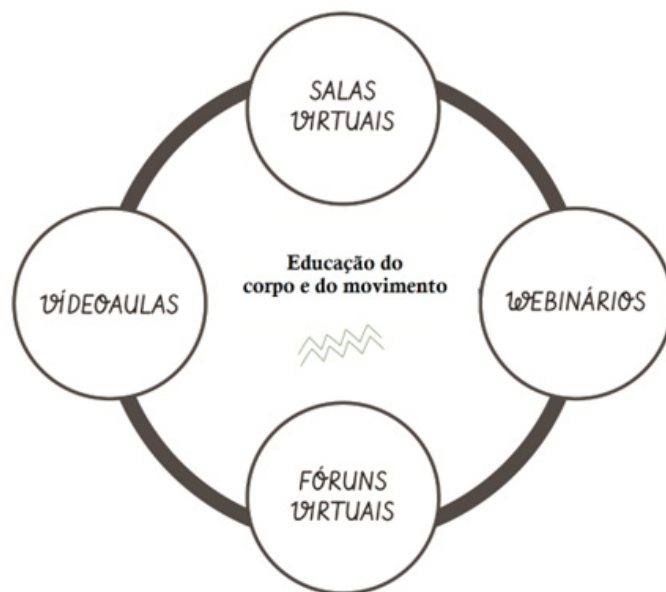 SALAS
VIRTUAIS
Educação do
corpo e do movimento
VÍDEOAULAS
WEBINÁRIOS
FÓRUNS
VIRTUAIS